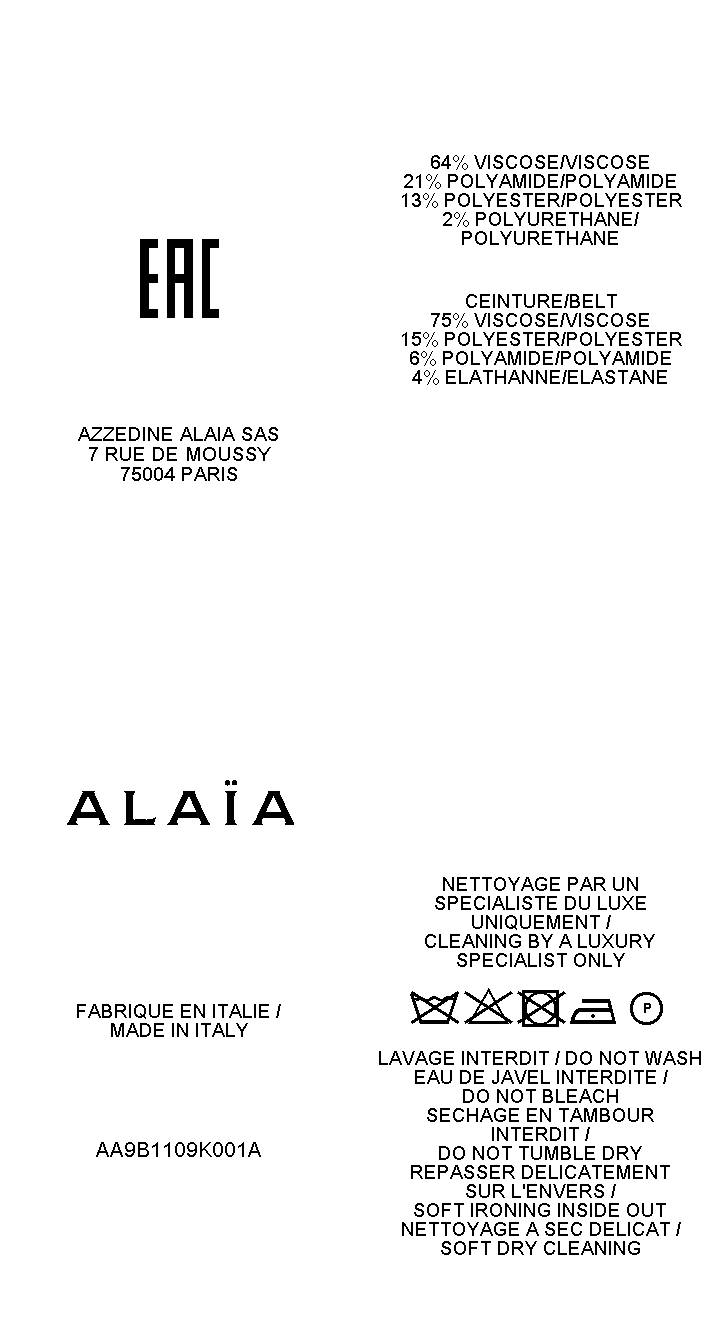 EAC
AZZEDINE ALAIA SAS
7 RUE DE MOUSSY
75004 PARIS
64% VISCOSE/VISCOSE
21% POLYAMIDE/POLYAMIDE
13% POLYESTER/POLYESTER
2% POLYURETHANE/
POLYURETHANE
CEINTURE/BELT
75% VISCOSE/VISCOSE
15% POLYESTER/POLYESTER
6% POLYAMIDE/POLYAMIDE
4% ELATHANNE/ELASTANE
ALAÏA
FABRIQUE EN ITALIE /
MADE IN ITALY
AA9B1109K001A
NETTOYAGE PAR UN
SPECIALISTE DU LUXE
UNIQUEMENT /
CLEANING BY A LUXURY
SPECIALIST ONLY
P
LAVAGE INTERDIT / DO NOT WASH
EAU DE JAVEL INTERDITE /
DO NOT BLEACH
SECHAGE EN TAMBOUR
INTERDIT /
DO NOT TUMBLE DRY
REPASSER DELICATEMENT
SUR L'ENVERS /
SOFT IRONING INSIDE OUT
NETTOYAGE A SEC DELICAT /
SOFT DRY CLEANING